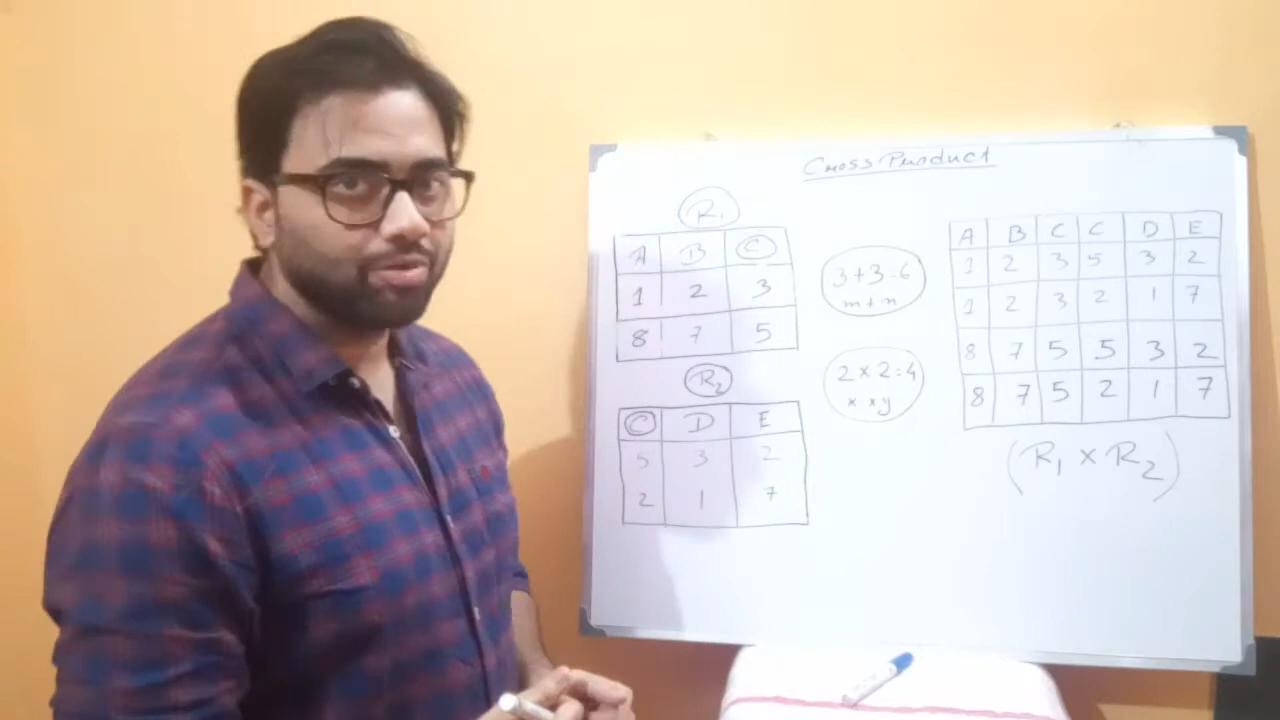 Cross Product
R1
A B C
1 2 3
8 7 5
R2
C D E
5 3 2
2 1 7
3+3=6
m+n
2×2=4
x × y
A B C C D E
1 2 3 5 3 2
1 2 3 2 1 7
8 7 5 5 3 2
8 7 5 2 1 7
(R1 × R2)